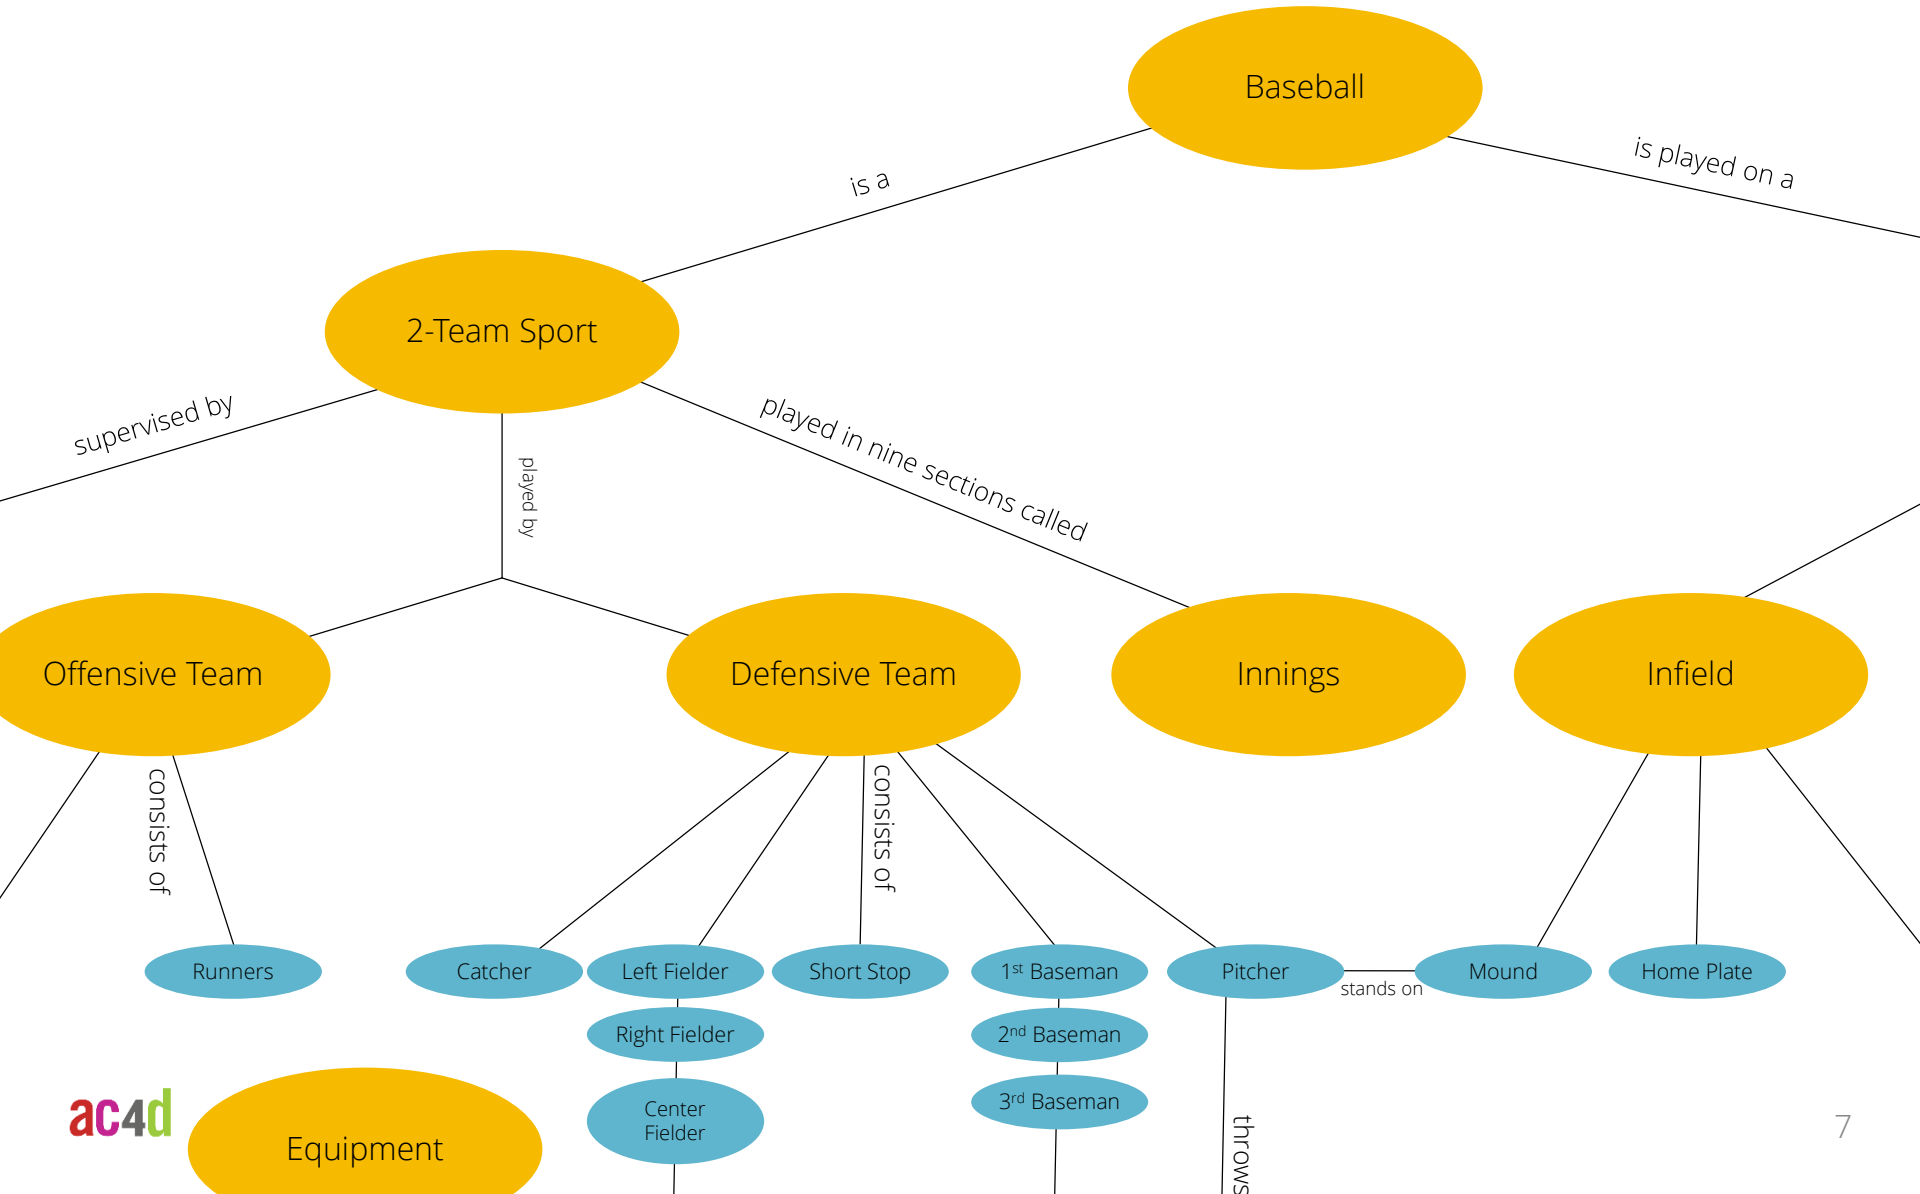 Baseball
is played on a
is a
2-Team Sport
supervised by
played by
played in nine sections called
Offensive Team
Defensive Team
Innings
Infield
consists of
consists of
Runners
Catcher
Left Fielder
Short Stop
1st Baseman
Pitcher
stands on
Mound
Home Plate
Right Fielder
2nd Baseman
Center
Fielder
3rd Baseman
throws
ac4d
Equipment
7